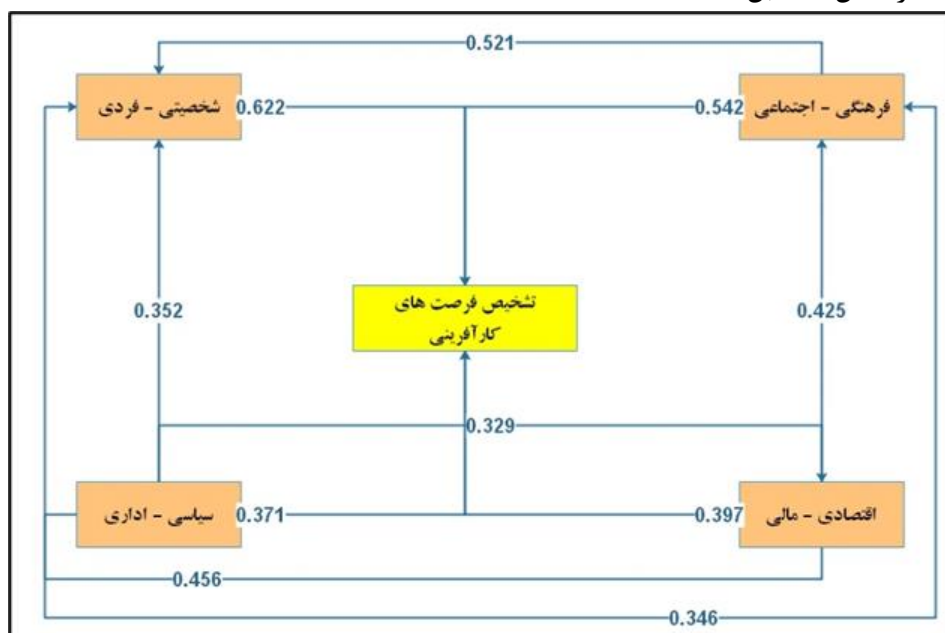 0.521
فرهنگی - اجتماعی
0.542
0.622
شخصیتی - فردی
تشخیص فرصت های
کارآفرینی
0.425
0.352
0.329
اقتصادی - مالی
0.397
0.371
سیاسی - اداری
0.456
0.346